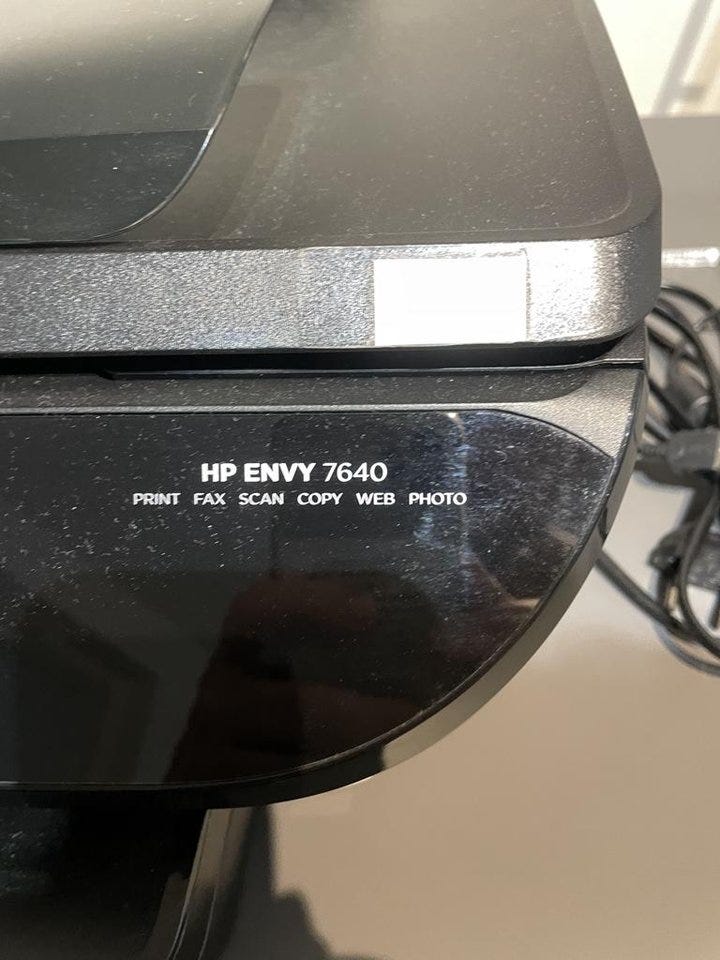 HP ENVY 7640
PRINT FAX SCAN COPY WEB PHOTO